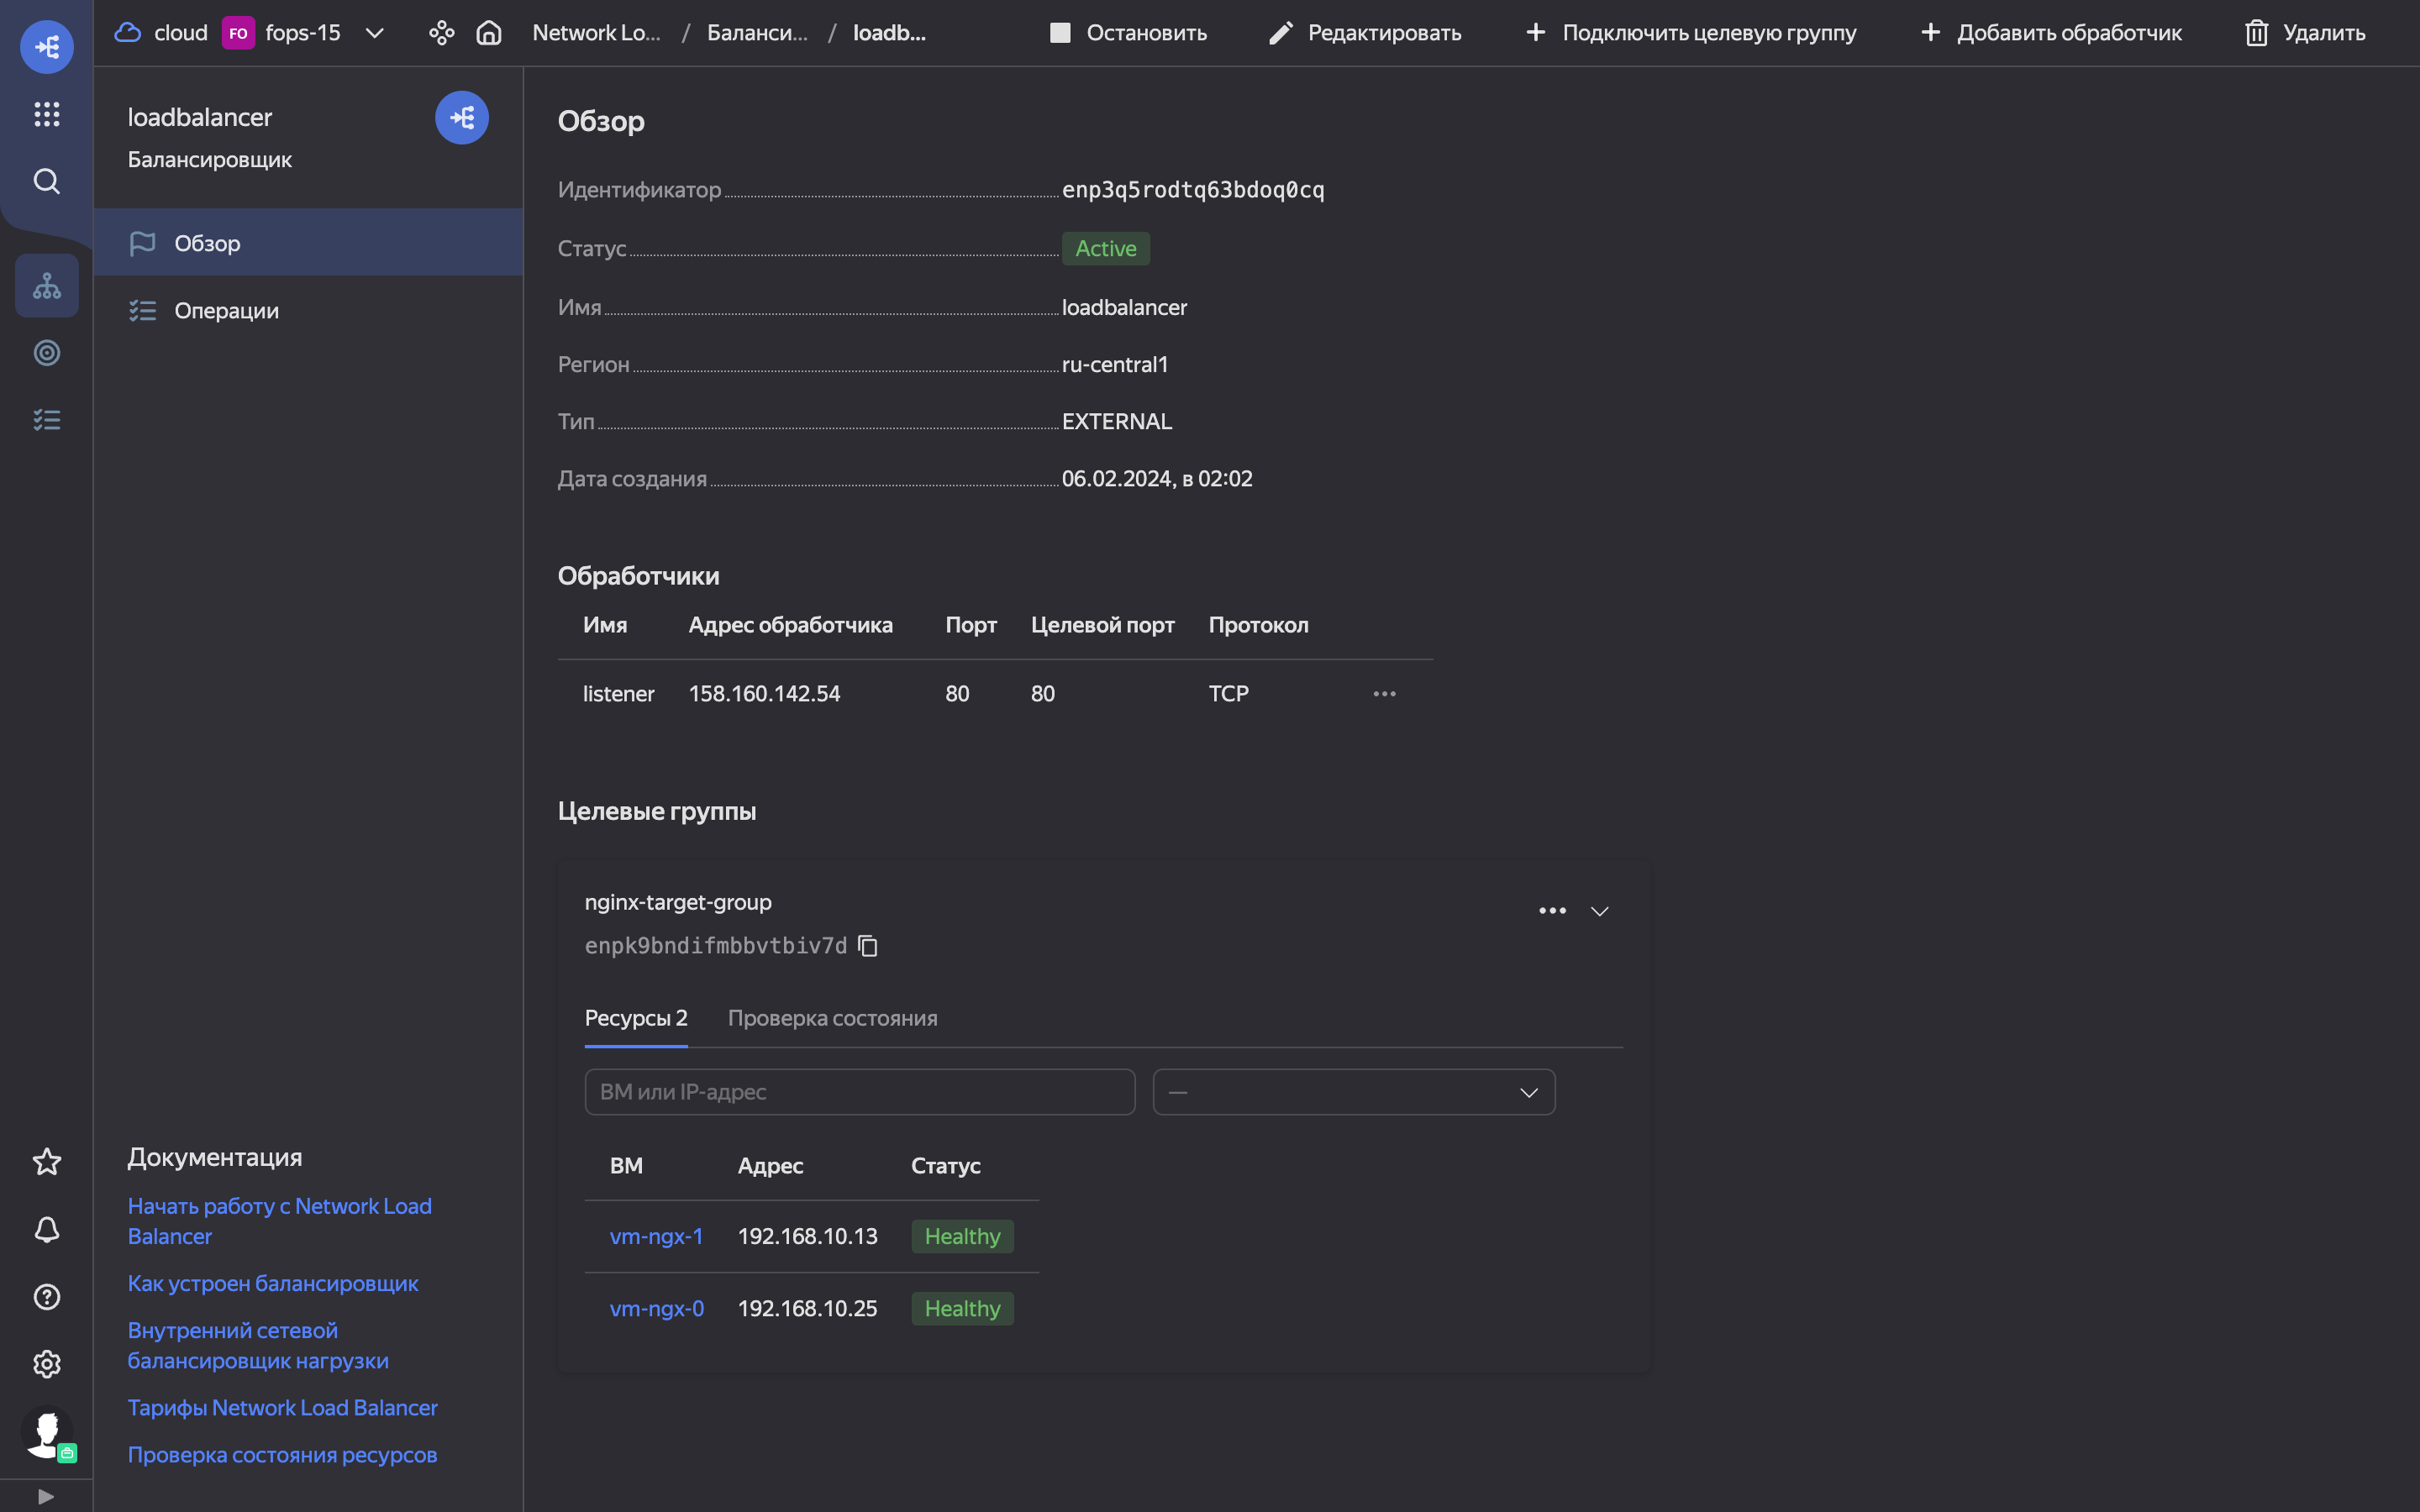 cloud FO fops-15 Network Lo... / Баланси... / loadb... Остановить Редактировать Подключить целевую группу Добавить обработчик Удалить
loadbalancer
Балансировщик
Обзор
Операции
Документация
Начать работу с Network Load
Balancer
Как устроен балансировщик
Внутренний сетевой
балансировщик нагрузки
Тарифы Network Load Balancer
Проверка состояния ресурсов
Обзор
Идентификатор enp3q5rodtq63bdoq0cq
Статус Active
Имя loadbalancer
Регион ru-central1
Тип EXTERNAL
Дата создания 06.02.2024, в 02:02
Обработчики
Имя Адрес обработчика Порт Целевой порт Протокол
listener 158.160.142.54 80 80 TCP
Целевые группы
nginx-target-group
enpk9bndifmbbvtbiv7d
Ресурсы 2 Проверка состояния
ВМ или IP-адрес —
ВМ Адрес Статус
vm-ngx-1 192.168.10.13 Healthy
vm-ngx-0 192.168.10.25 Healthy